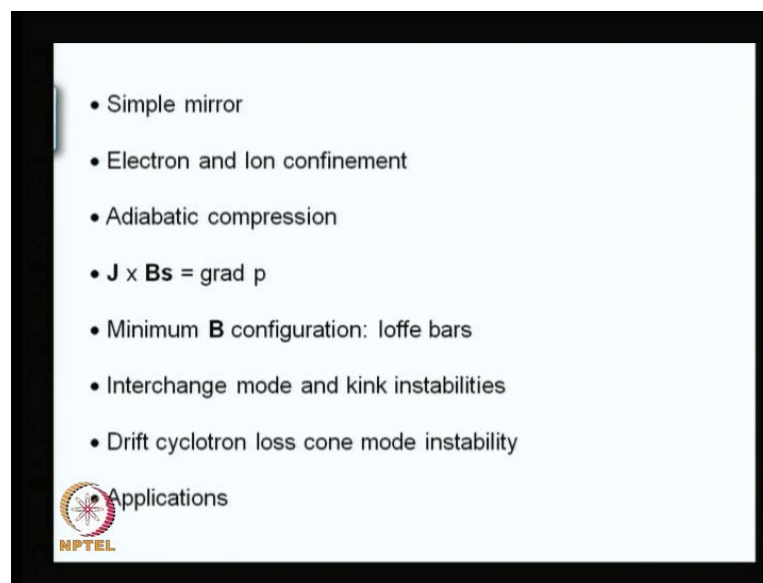 • Simple mirror
• Electron and Ion confinement
• Adiabatic compression
• J x Bs = grad p
• Minimum B configuration: Ioffe bars
• Interchange mode and kink instabilities
• Drift cyclotron loss cone mode instability
• Applications
NPTEL